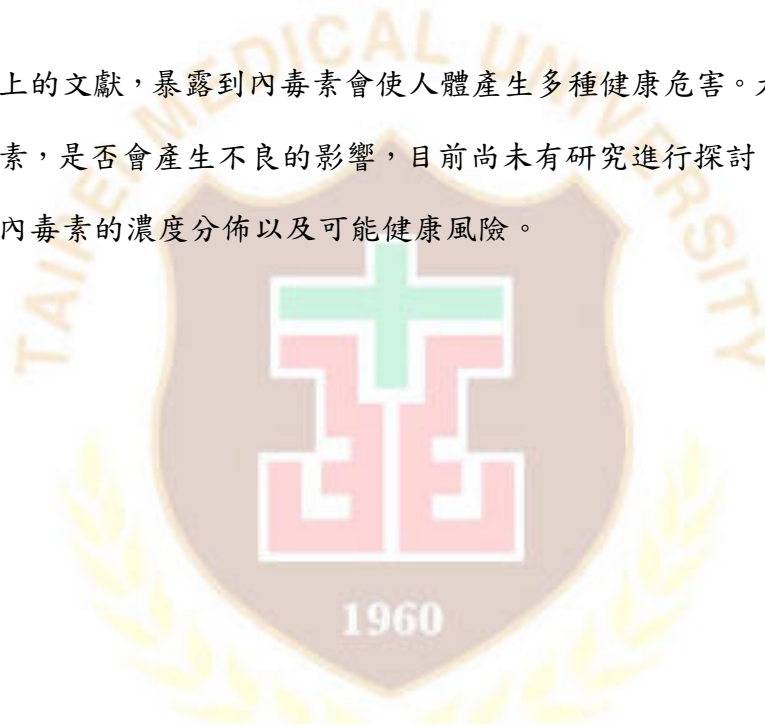 上的文獻，暴露到內毒素會使人體產生多種健康危害。
素，是否會產生不良的影響，目前尚未有研究進行探討
內毒素的濃度分佈以及可能健康風險。
TAIPEI MEDICAL UNIVERSITY
1960